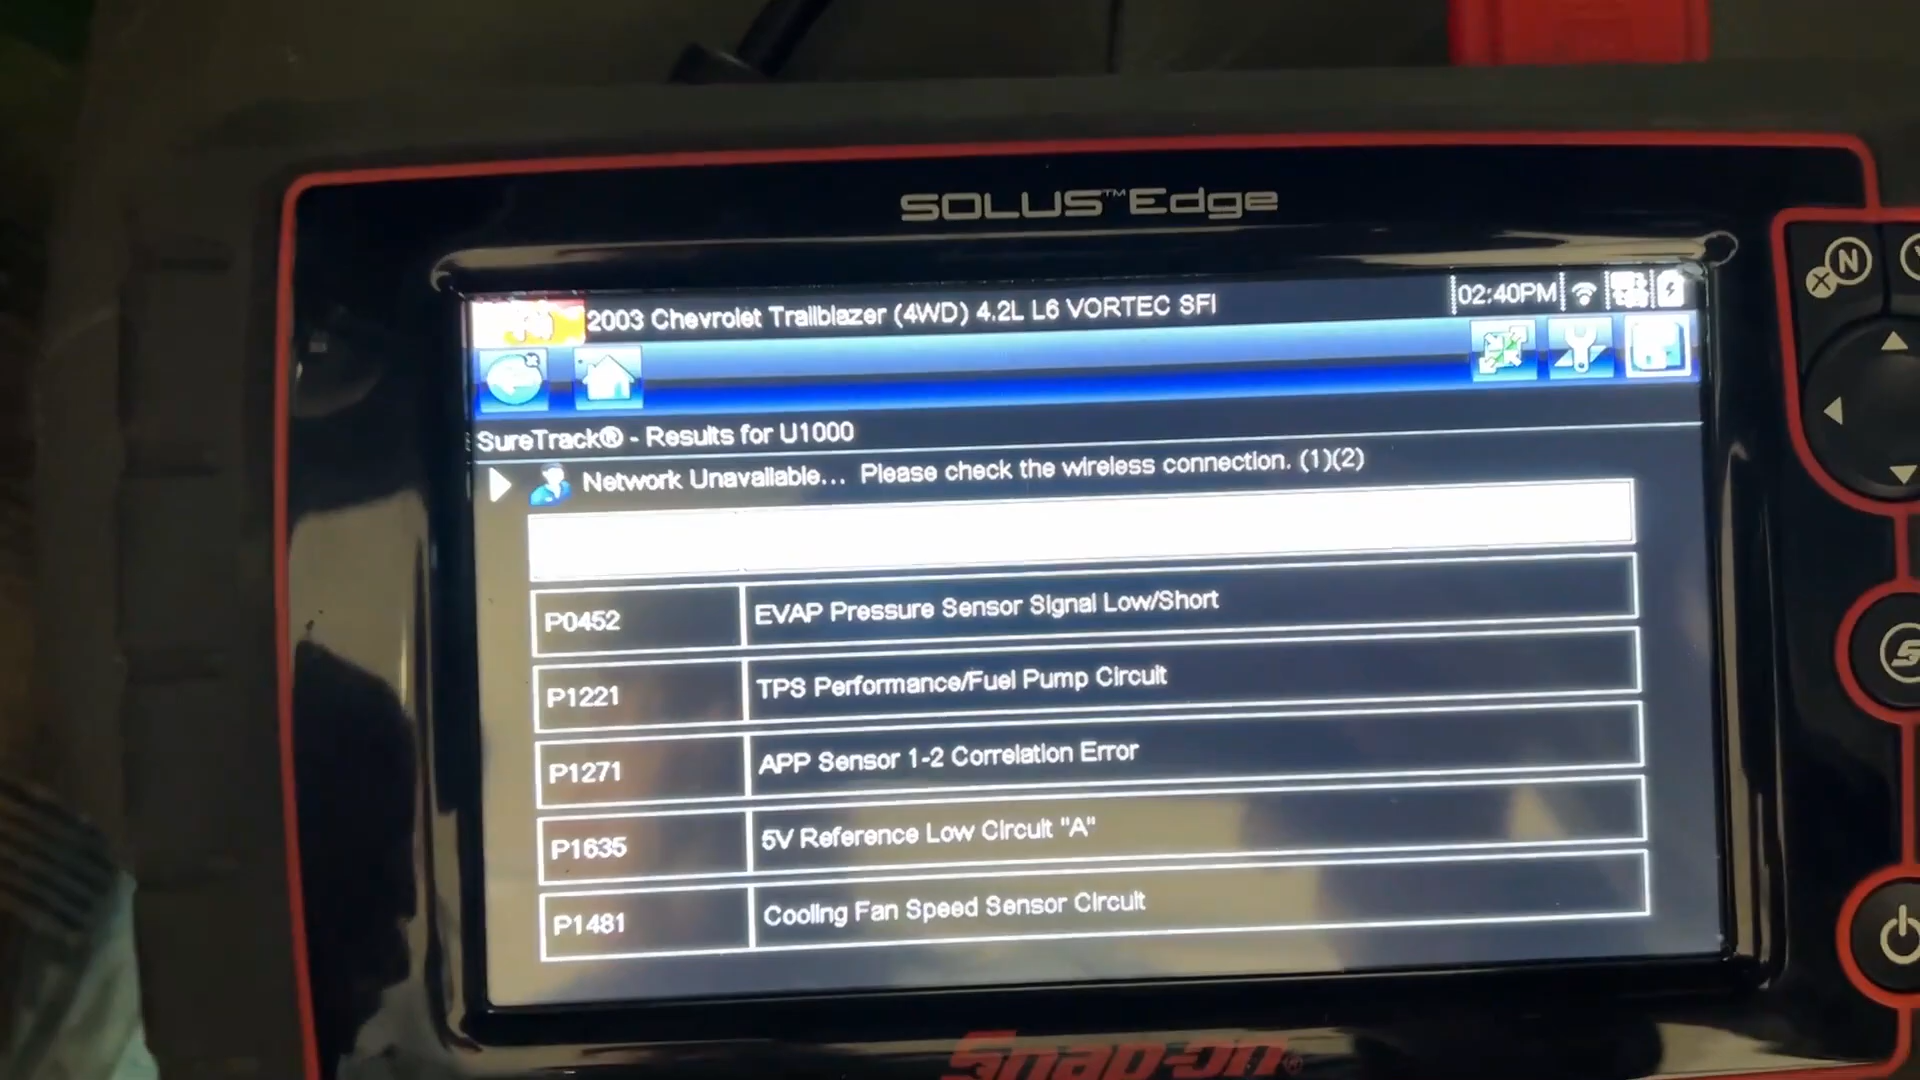 SOLUS™Edge
2003 Chevrolet Trailblazer (4WD) 4.2L L6 VORTEC SFI
02:40PM
N
X
SureTrack® - Results for U1000
Network Unavailable... Please check the wireless connection. (1)(2)
P0452 EVAP Pressure Sensor Signal Low/Short
P1221 TPS Performance/Fuel Pump Circuit
P1271 APP Sensor 1-2 Correlation Error
P1635 5V Reference Low Circuit "A"
P1481 Cooling Fan Speed Sensor Circuit
S
Snap-on®